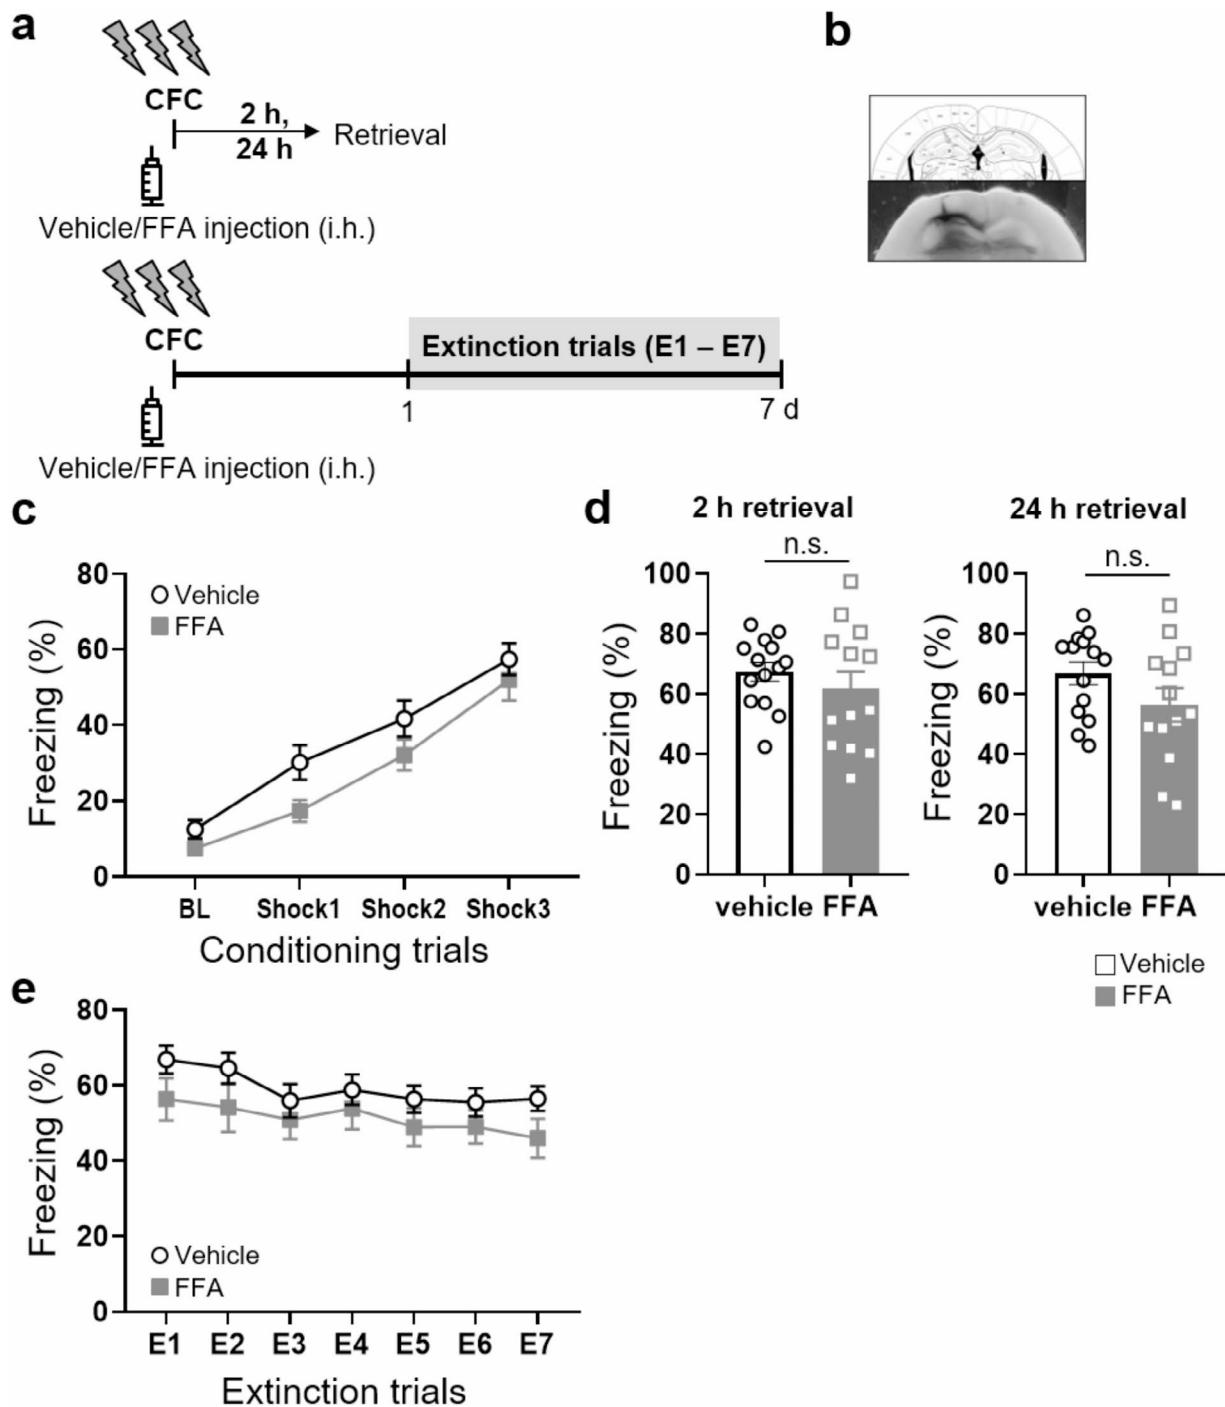 a
CFC
2 h,
24 h
Retrieval
Vehicle/FFA injection (i.h.)
CFC
Extinction trials (E1 – E7)
1
7 d
Vehicle/FFA injection (i.h.)
b
c
Freezing (%)
80
60
40
20
0
Vehicle
FFA
BL Shock1 Shock2 Shock3
Conditioning trials
d
2 h retrieval
n.s.
Freezing (%)
100
80
60
40
20
0
vehicle FFA
24 h retrieval
n.s.
Freezing (%)
100
80
60
40
20
0
vehicle FFA
Vehicle
FFA
e
Freezing (%)
80
60
40
20
0
Vehicle
FFA
E1 E2 E3 E4 E5 E6 E7
Extinction trials